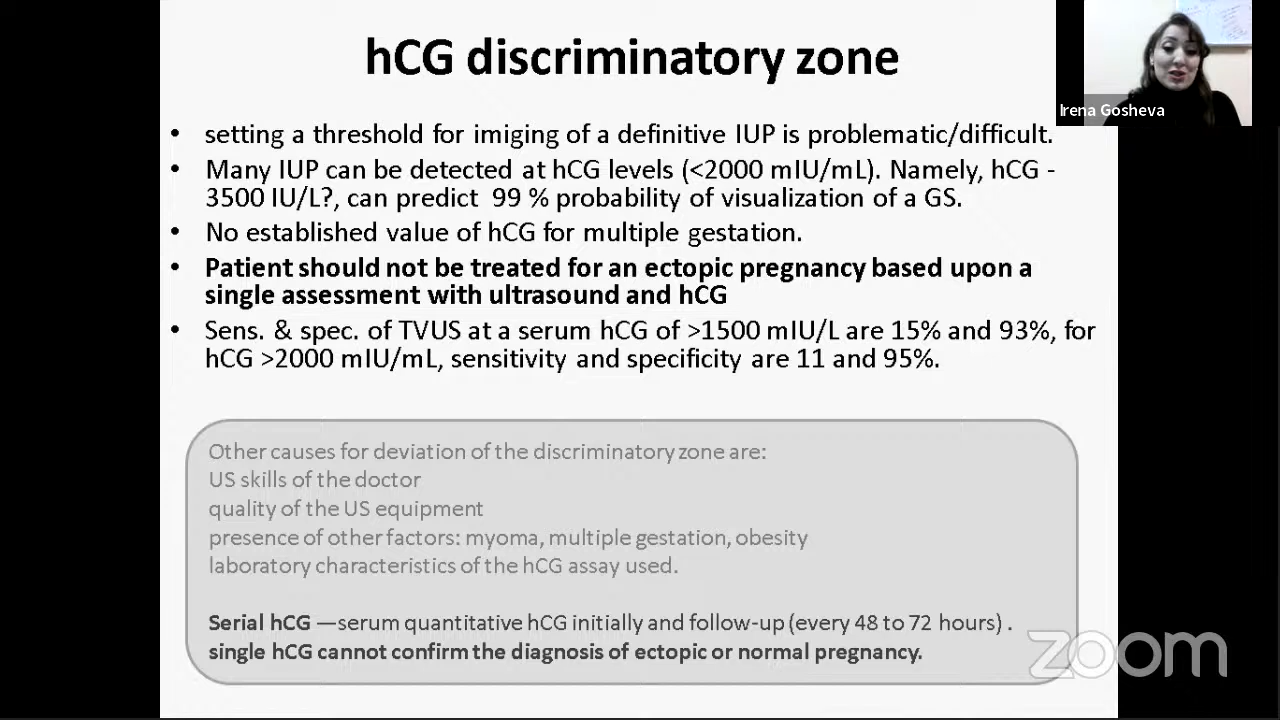 hCG discriminatory zone
Irena Gosheva
• setting a threshold for imiging of a definitive IUP is problematic/difficult.
• Many IUP can be detected at hCG levels (<2000 mIU/mL). Namely, hCG -
3500 IU/L?, can predict 99 % probability of visualization of a GS.
• No established value of hCG for multiple gestation.
• Patient should not be treated for an ectopic pregnancy based upon a
single assessment with ultrasound and hCG
• Sens. & spec. of TVUS at a serum hCG of >1500 mIU/L are 15% and 93%, for
hCG >2000 mIU/mL, sensitivity and specificity are 11 and 95%.
Other causes for deviation of the discriminatory zone are:
US skills of the doctor
quality of the US equipment
presence of other factors: myoma, multiple gestation, obesity
laboratory characteristics of the hCG assay used.
Serial hCG —serum quantitative hCG initially and follow-up (every 48 to 72 hours) .
single hCG cannot confirm the diagnosis of ectopic or normal pregnancy.
zoom